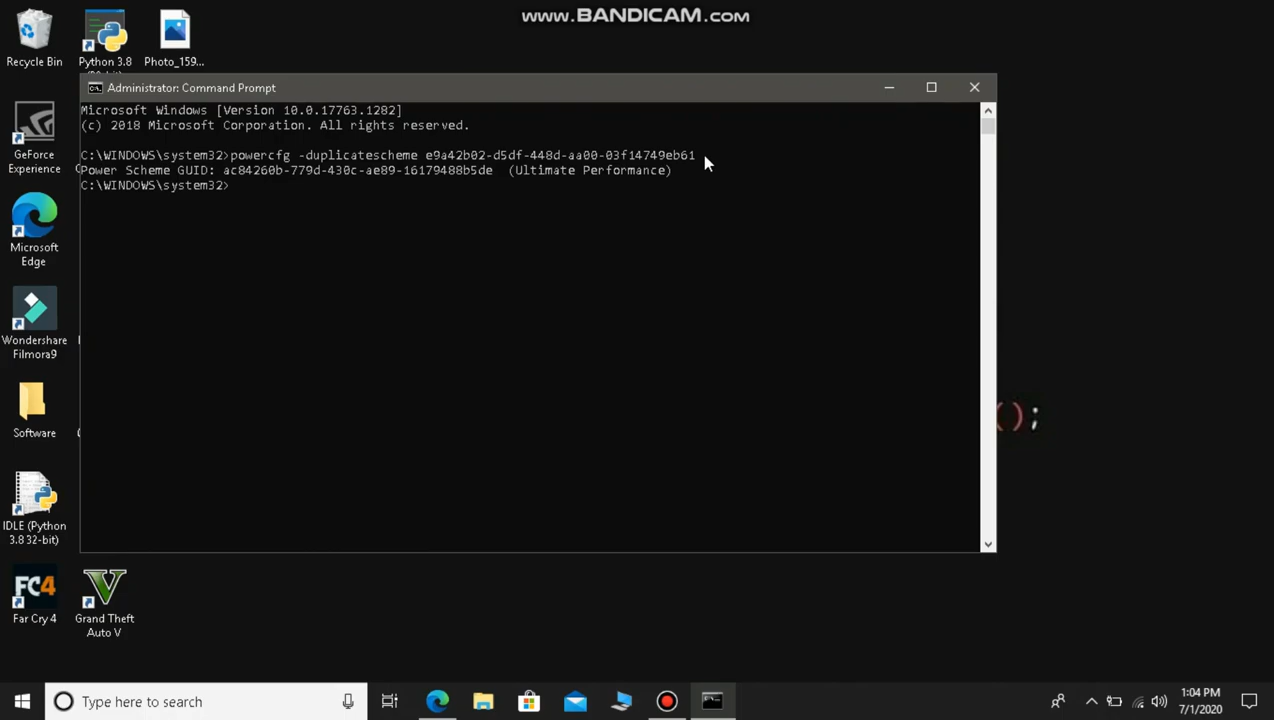 www.BANDICAM.com
Recycle Bin
Python 3.8
Photo_159...
Administrator: Command Prompt
Microsoft Windows [Version 10.0.17763.1282]
(c) 2018 Microsoft Corporation. All rights reserved.
C:\WINDOWS\system32>powercfg -duplicatescheme e9a42b02-d5df-448d-aa00-03f14749eb61
Power Scheme GUID: ac84260b-779d-430c-ae89-16179488b5de  (Ultimate Performance)
C:\WINDOWS\system32>
GeForce
Experience
Microsoft
Edge
Wondershare
Filmora9
();
Software
IDLE (Python
3.8 32-bit)
FC4
Far Cry 4
V
Grand Theft
Auto V
Type here to search
1:04 PM
7/1/2020